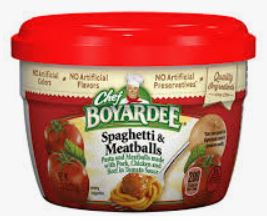 NO Artificial
Colors
NO Artificial
Flavors
NO Artificial
Preservatives
Quality
Ingredients
Chef
BOYARDEE
Spaghetti &
Meatballs
Pasta and Meatballs made
with Pork, Chicken and
Beef in Tomato Sauce
200